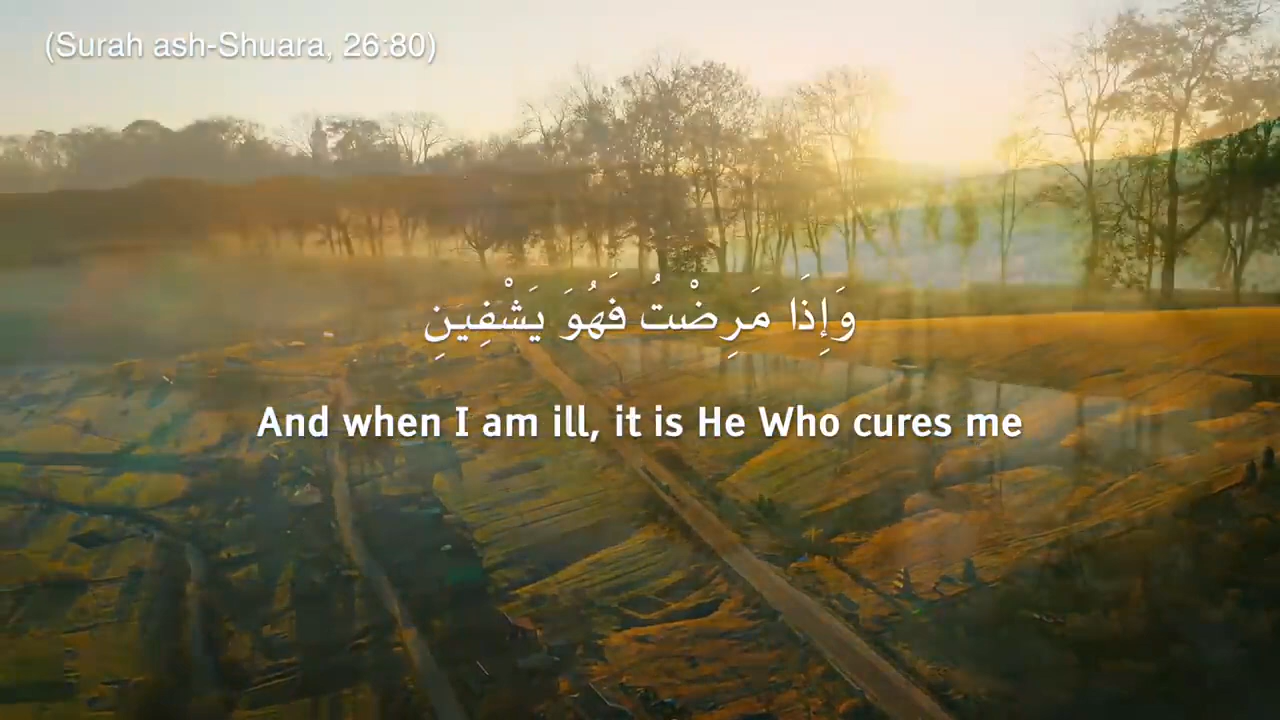 (Surah ash-Shuara, 26:80)
وَإِذَا مَرِضْتُ فَهُوَ يَشْفِينِ
And when I am ill, it is He Who cures me